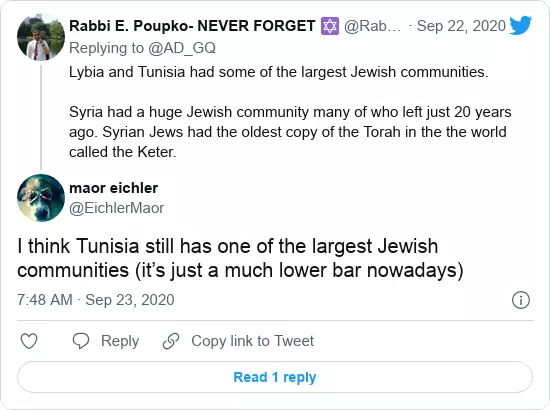 Rabbi E. Poupko- NEVER FORGET ✡ @Rab… · Sep 22, 2020
Replying to @AD_GQ
Lybia and Tunisia had some of the largest Jewish communities.
Syria had a huge Jewish community many of who left just 20 years
ago. Syrian Jews had the oldest copy of the Torah in the the world
called the Keter.
maor eichler
@EichlerMaor
I think Tunisia still has one of the largest Jewish
communities (it’s just a much lower bar nowadays)
7:48 AM · Sep 23, 2020
Reply Copy link to Tweet
Read 1 reply